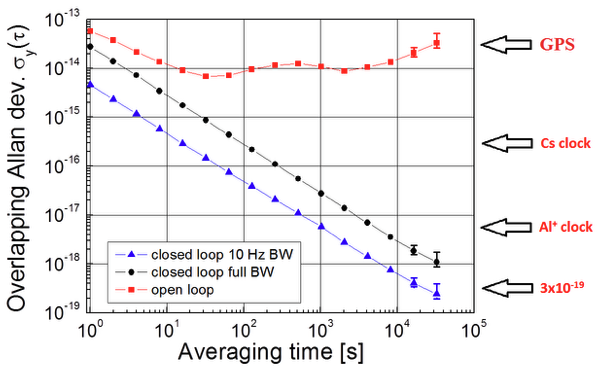 Overlapping Allan dev. σy(τ)
10⁻¹³
10⁻¹⁴
10⁻¹⁵
10⁻¹⁶
10⁻¹⁷
10⁻¹⁸
10⁻¹⁹
closed loop 10 Hz BW
closed loop full BW
open loop
10⁰
10¹
10²
10³
10⁴
10⁵
Averaging time [s]
GPS
Cs clock
Al⁺ clock
3x10⁻¹⁹